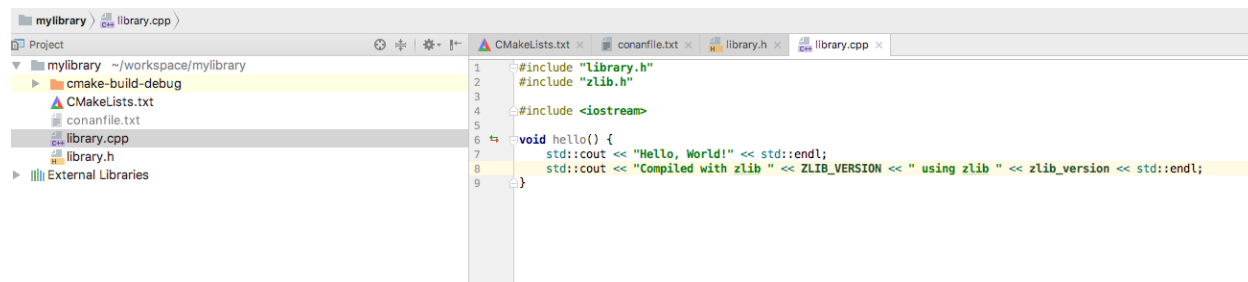 mylibrary library.cpp
Project
CMakeLists.txt conanfile.txt library.h library.cpp
mylibrary ~/workspace/mylibrary
cmake-build-debug
CMakeLists.txt
conanfile.txt
library.cpp
library.h
External Libraries
1 #include "library.h"
2 #include "zlib.h"
3
4 #include <iostream>
5
6 void hello() {
7 std::cout << "Hello, World!" << std::endl;
8 std::cout << "Compiled with zlib " << ZLIB_VERSION << " using zlib " << zlib_version << std::endl;
9 }